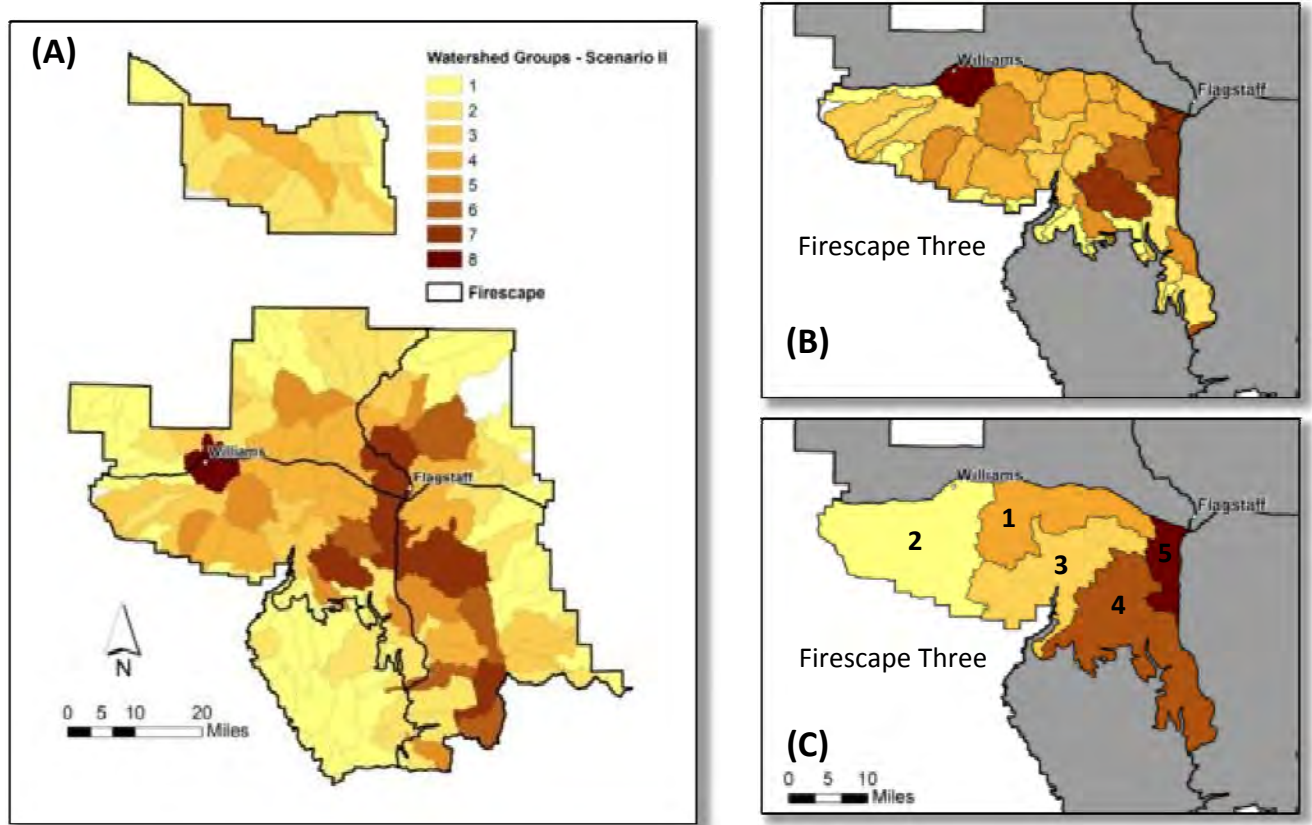 (A)
Watershed Groups - Scenario II
1
2
3
4
5
6
7
8
Firescape
Williams
Flagstaff
N
0 5 10 20
Miles
Williams
Flagstaff
Firescape Three
(B)
Williams
Flagstaff
1
2
3
5
4
Firescape Three
(C)
0 5 10
Miles